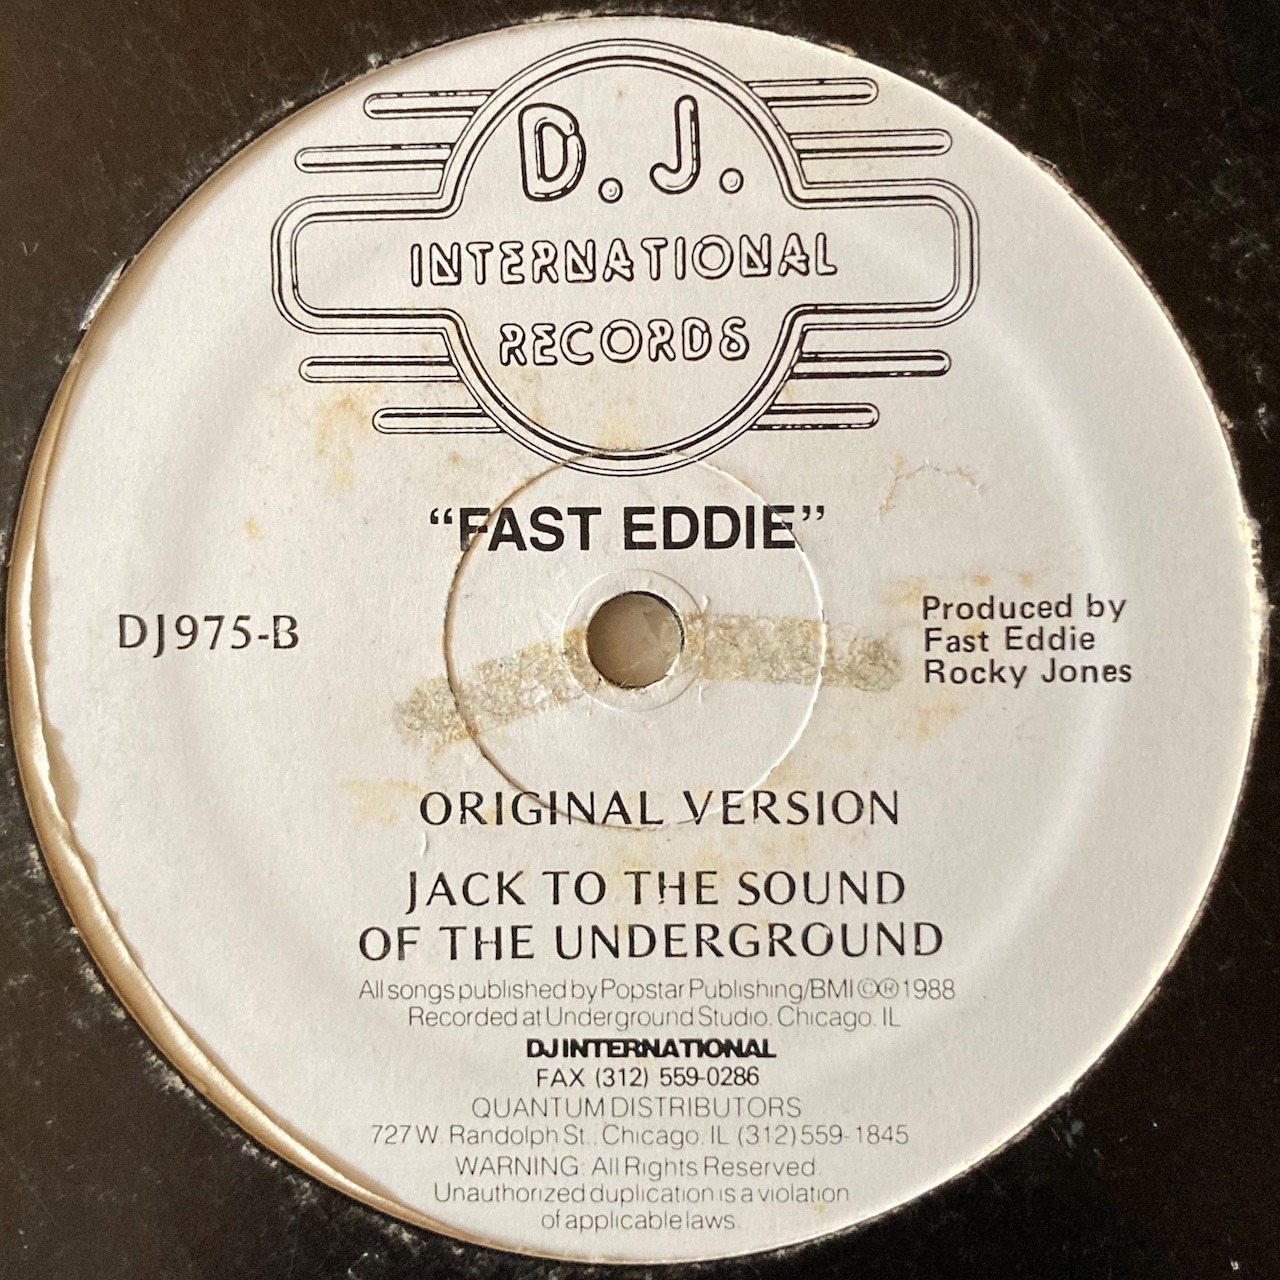 D. J.
INTERNATIONAL
RECORDS
“FAST EDDIE”
DJ975-B
Produced by
Fast Eddie
Rocky Jones
ORIGINAL VERSION
JACK TO THE SOUND
OF THE UNDERGROUND
All songs published by Popstar Publishing/BMI ©® 1988
Recorded at Underground Studio. Chicago. IL
DJ INTERNATIONAL
FAX (312) 559-0286
QUANTUM DISTRIBUTORS
727 W. Randolph St.. Chicago. IL (312) 559-1845
WARNING: All Rights Reserved.
Unauthorized duplication is a violation
of applicable laws.